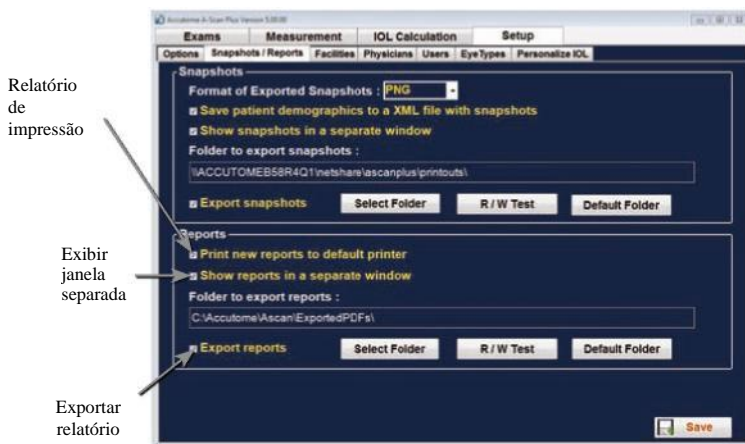 Accutome A-Scan Plus Version 5.00.00
Exams Measurement IOL Calculation Setup
Options Snapshots / Reports Facilities Physicians Users EyeTypes Personalize IOL
Snapshots
Format of Exported Snapshots : PNG
Save patient demographics to a XML file with snapshots
Show snapshots in a separate window
Folder to export snapshots :
\\ACCUTOMEB58R4Q1\netshare\ascanplus\printouts\
Export snapshots Select Folder R / W Test Default Folder
Reports
Print new reports to default printer
Show reports in a separate window
Folder to export reports :
C:\Accutome\Ascan\ExportedPDFs\
Export reports Select Folder R / W Test Default Folder
Save
Relatório
de
impressão
Exibir
janela
separada
Exportar
relatório